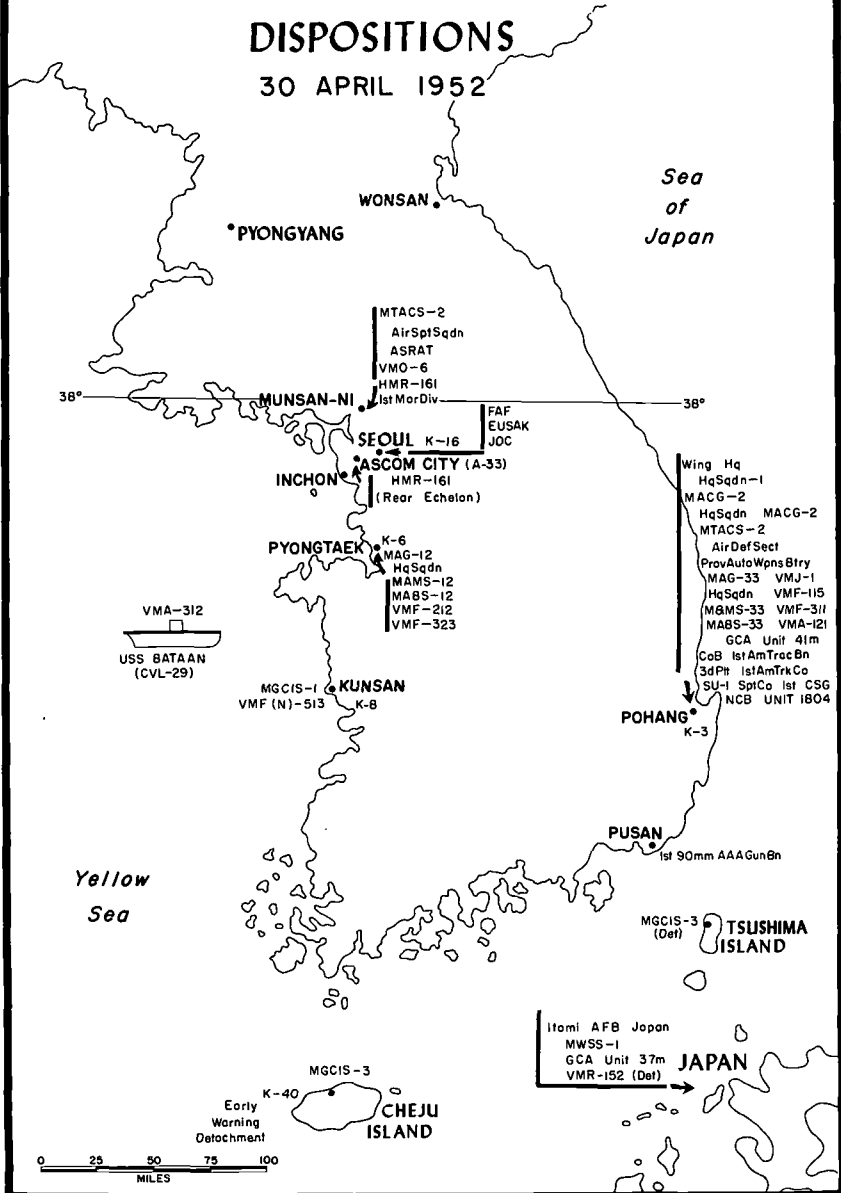 DISPOSITIONS
30 APRIL 1952
Sea
of
Japan
WONSAN
PYONGYANG
MTACS-2
AirSptSqdn
ASRAT
VMO-6
HMR-161
1stMarDiv
38°
MUNSAN-NI
38°
FAF
EUSAK
JOC
SEOUL K-16
ASCOM CITY (A-33)
INCHON
HMR-161
(Rear Echelon)
Wing Hq
HqSqdn-1
MACG-2
HqSqdn MACG-2
MTACS-2
AirDefSect
ProvAutoWpnsBtry
MAG-33 VMJ-1
HqSqdn VMF-115
M&MS-33 VMF-311
MABS-33 VMA-121
GCA Unit 41m
CoB 1stAmTracBn
3dPlt 1stAmTrkCo
SU-1 SptCo 1st CSG
NCB UNIT 1804
POHANG
K-3
K-6
PYONGTAEK
MAG-12
HqSqdn
MAMS-12
MABS-12
VMF-212
VMF-323
VMA-312
USS BATAAN
(CVL-29)
MGCIS-1 KUNSAN
VMF(N)-513 K-8
PUSAN
1st 90mm AAAGunBn
Yellow
Sea
MGCIS-3
(Det)
TSUSHIMA
ISLAND
Itami AFB Japan
MWSS-1
GCA Unit 37m
VMR-152 (Det)
JAPAN
MGCIS-3
K-40
Early
Warning
Detachment
CHEJU
ISLAND
0 25 50 100
MILES